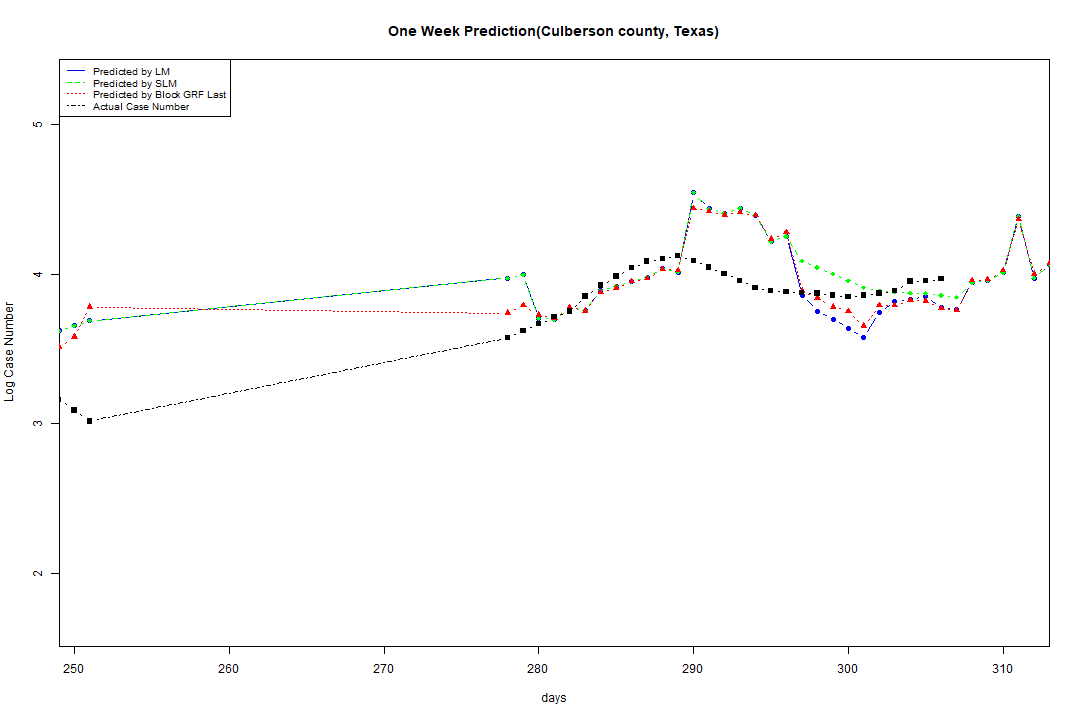 One Week Prediction(Culberson county, Texas)
Predicted by LM
Predicted by SLM
Predicted by Block GRF Last
Actual Case Number
5
4
3
2
Log Case Number
250 260 270 280 290 300 310
days